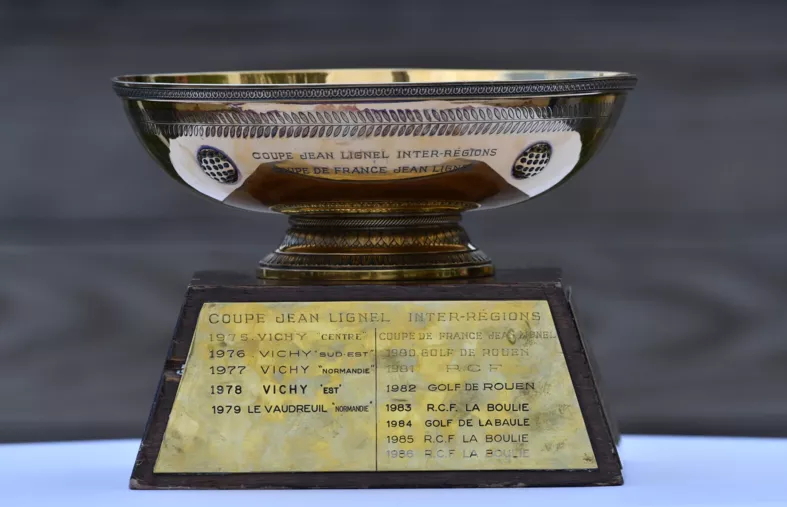 COUPE JEAN LIGNEL INTER-RÉGIONS
COUPE DE FRANCE JEAN LIGNEL
COUPE JEAN LIGNEL INTER-RÉGIONS
1975 VICHY "CENTRE"
1976 VICHY "SUD-EST"
1977 VICHY "NORMANDIE"
1978 VICHY "EST"
1979 LE VAUDREUIL "NORMANDIE"
COUPE DE FRANCE JEAN LIGNEL
1980 GOLF DE ROUEN
1981 R.C.F.
1982 GOLF DE ROUEN
1983 R.C.F. LA BOULIE
1984 GOLF DE LA BAULE
1985 R.C.F. LA BOULIE
1986 R.C.F. LA BOULIE